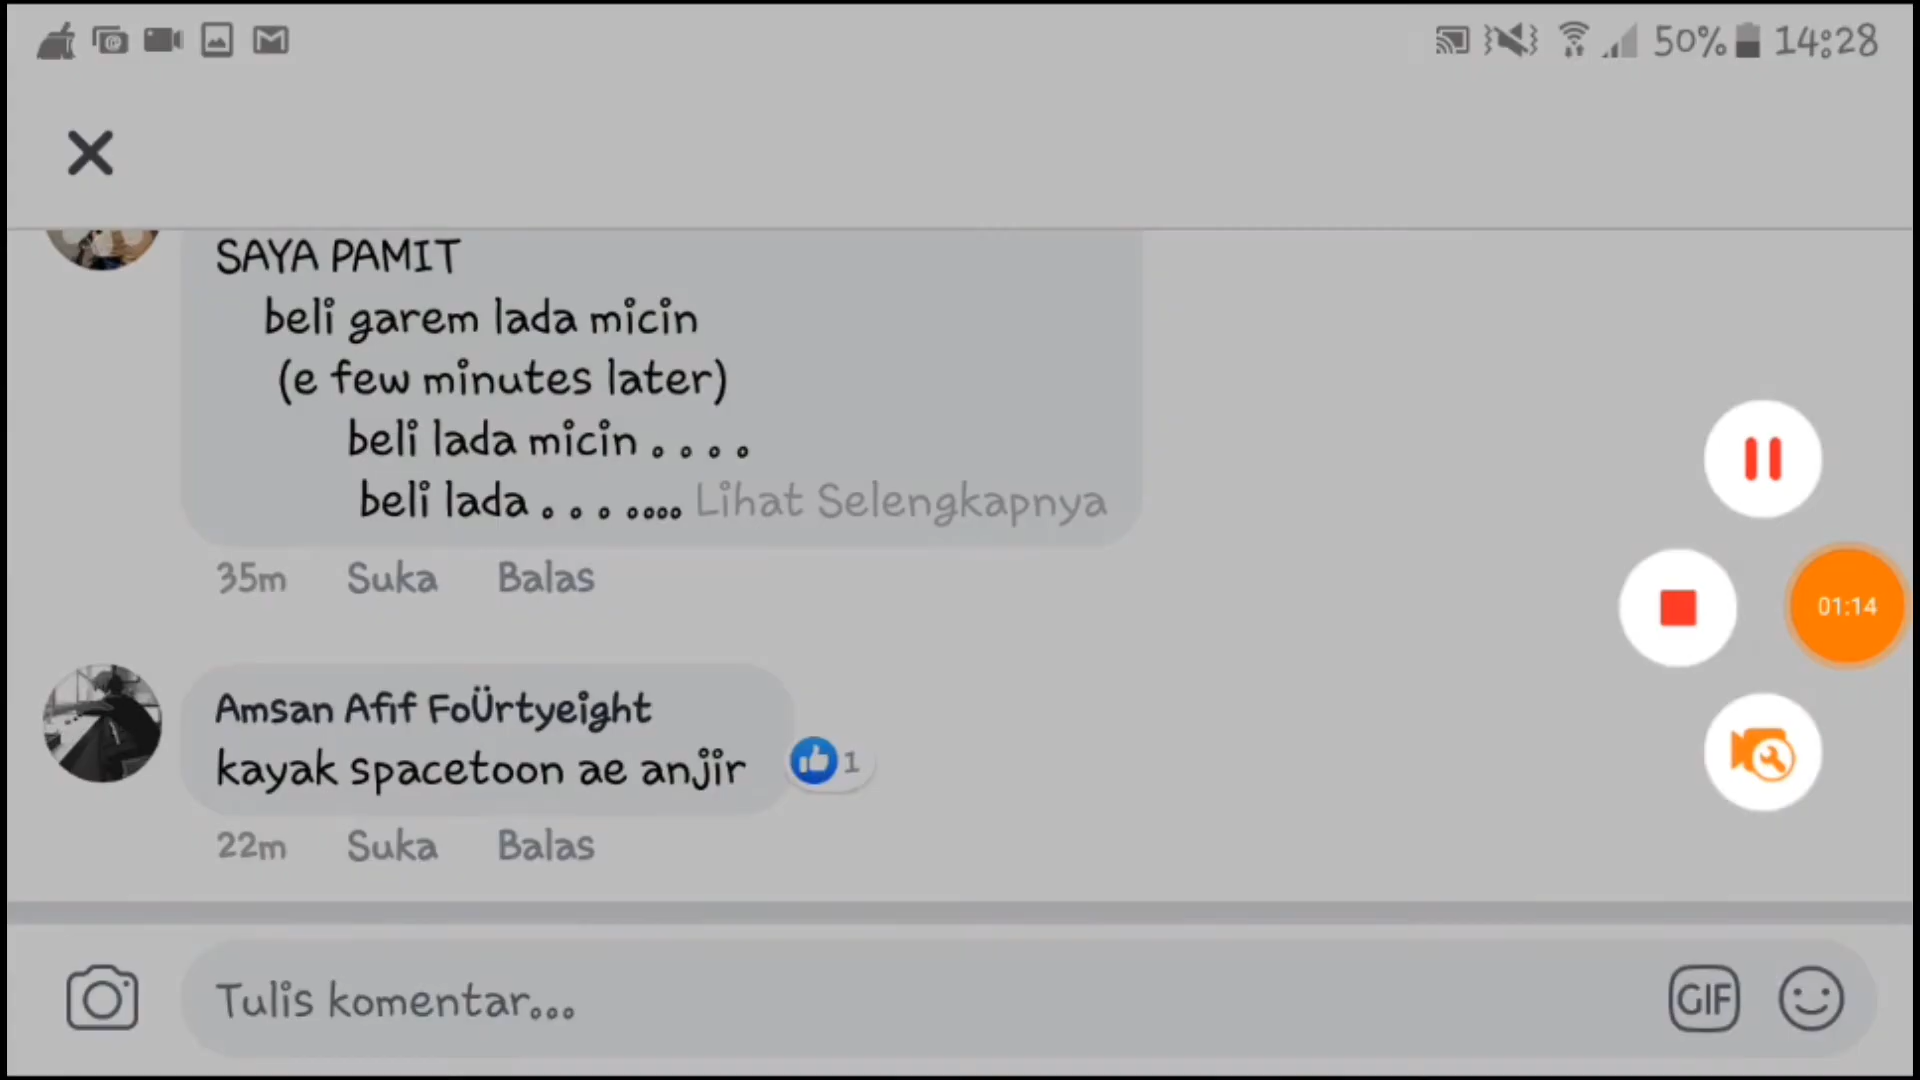 50% 14:28
SAYA PAMIT
beli garem lada micin
(e few minutes later)
beli lada micin . . . .
beli lada . . . .... Lihat Selengkapnya
35m Suka Balas
01:14
Amsan Afif FoÜrtyeight
kayak spacetoon ae anjir
1
22m Suka Balas
Tulis komentar...
GIF